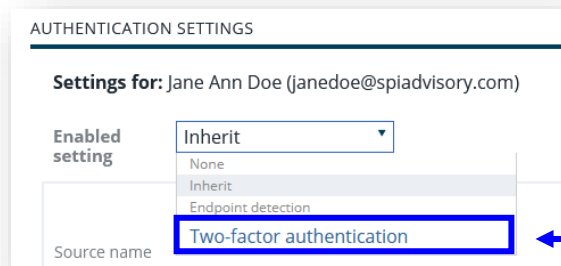 AUTHENTICATION SETTINGS
Settings for: Jane Ann Doe (janedoe@spiadvisory.com)
Enabled setting
Inherit
None
Inherit
Endpoint detection
Two-factor authentication
Source name